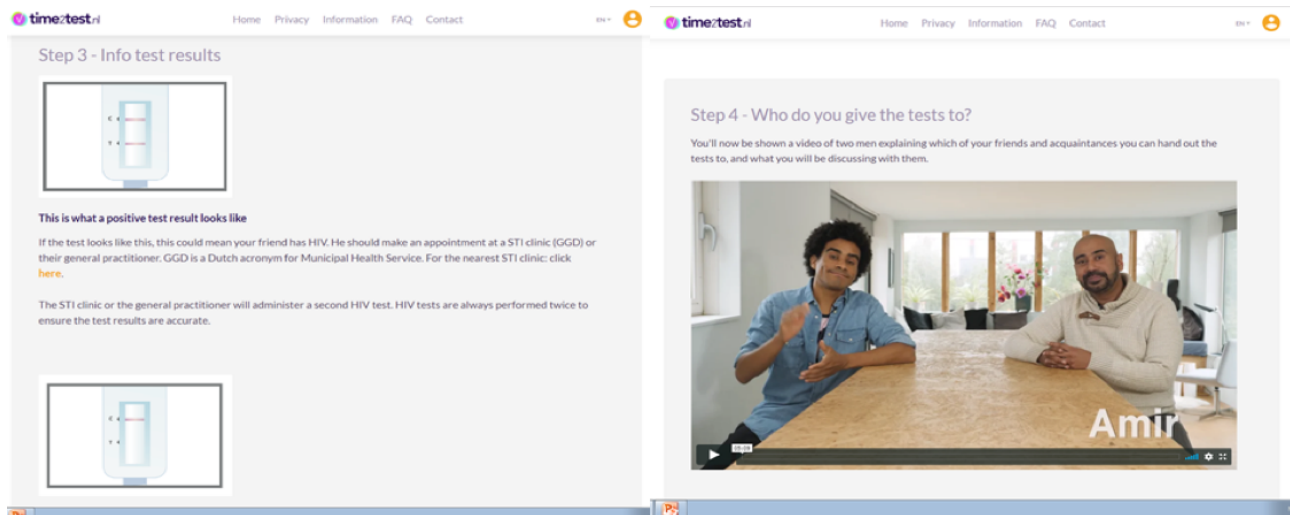 time2test.nl
Home Privacy Information FAQ Contact
EN
Step 3 - Info test results
C
T
This is what a positive test result looks like
If the test looks like this, this could mean your friend has HIV. He should make an appointment at a STI clinic (GGD) or
their general practitioner. GGD is a Dutch acronym for Municipal Health Service. For the nearest STI clinic: click
here.
The STI clinic or the general practitioner will administer a second HIV test. HIV tests are always performed twice to
ensure the test results are accurate.
C
T
time2test.nl
Home Privacy Information FAQ Contact
EN
Step 4 - Who do you give the tests to?
You'll now be shown a video of two men explaining which of your friends and acquaintances you can hand out the
tests to, and what you will be discussing with them.
Amir